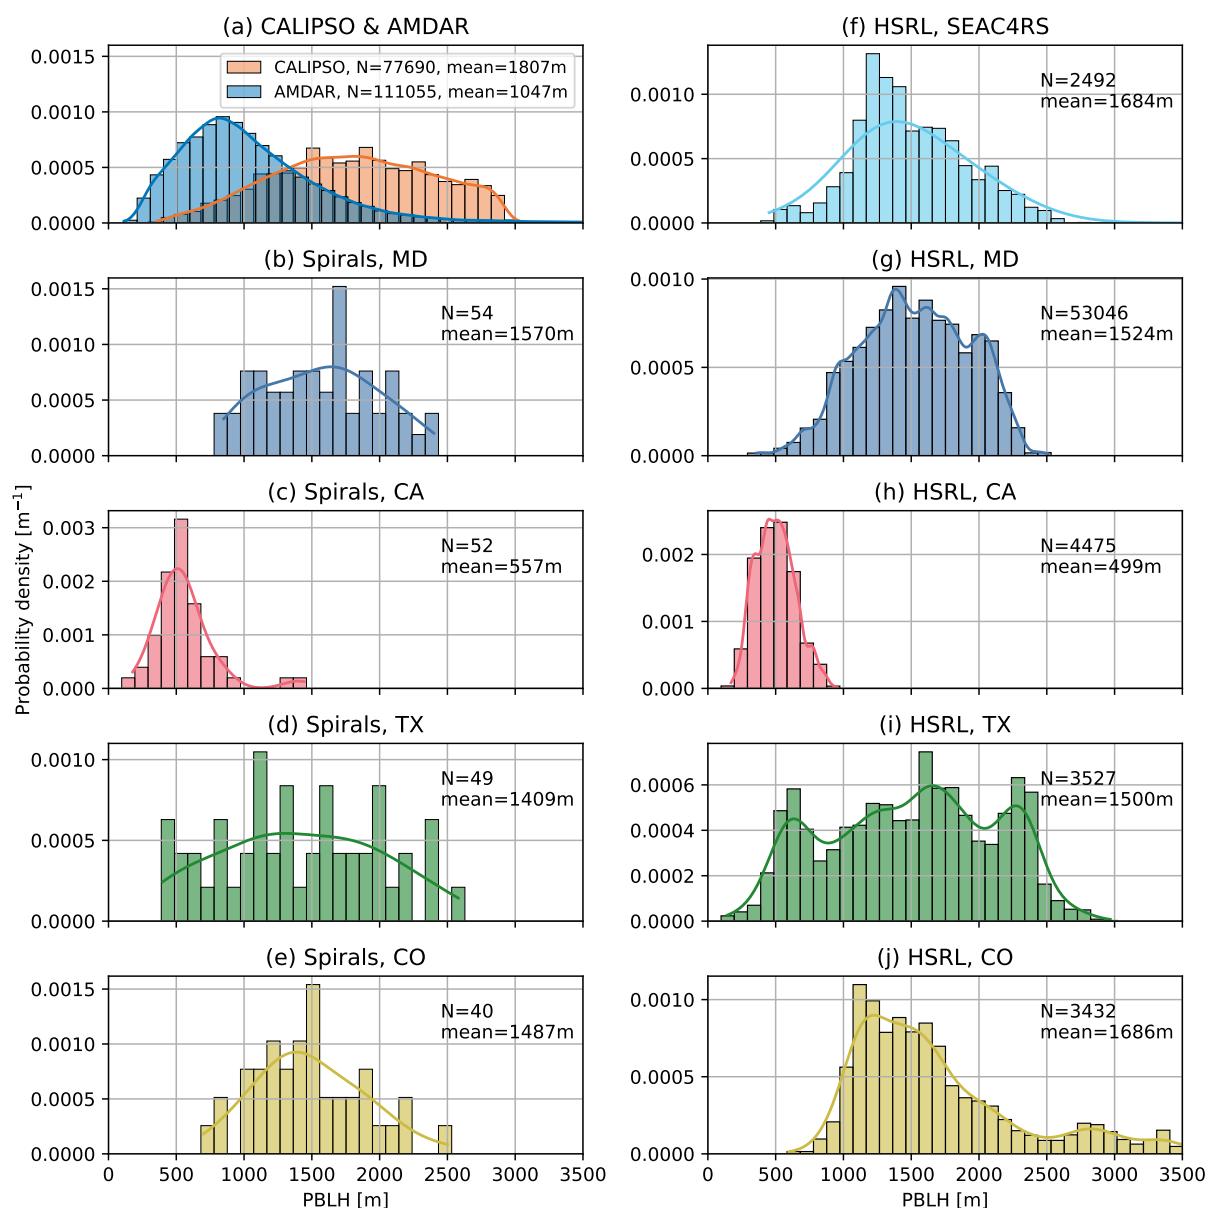 (a) CALIPSO & AMDAR
0.0015
0.0010
0.0005
0.0000
CALIPSO, N=77690, mean=1807m
AMDAR, N=111055, mean=1047m
(b) Spirals, MD
0.0015
0.0010
0.0005
0.0000
N=54
mean=1570m
(c) Spirals, CA
0.003
0.002
0.001
0.000
N=52
mean=557m
Probability density [m⁻¹]
(d) Spirals, TX
0.0010
0.0005
0.0000
N=49
mean=1409m
(e) Spirals, CO
0.0015
0.0010
0.0005
0.0000
N=40
mean=1487m
0 500 1000 1500 2000 2500 3000
PBLH [m]
(f) HSRL, SEAC4RS
0.0010
0.0005
0.0000
N=2492
mean=1684m
(g) HSRL, MD
0.0010
0.0005
0.0000
N=53046
mean=1524m
(h) HSRL, CA
0.002
0.001
0.000
N=4475
mean=499m
(i) HSRL, TX
0.0006
0.0004
0.0002
0.0000
N=3527
mean=1500m
(j) HSRL, CO
0.0010
0.0005
0.0000
N=3432
mean=1686m
0 500 1000 1500 2000 2500 3000 3500
PBLH [m]